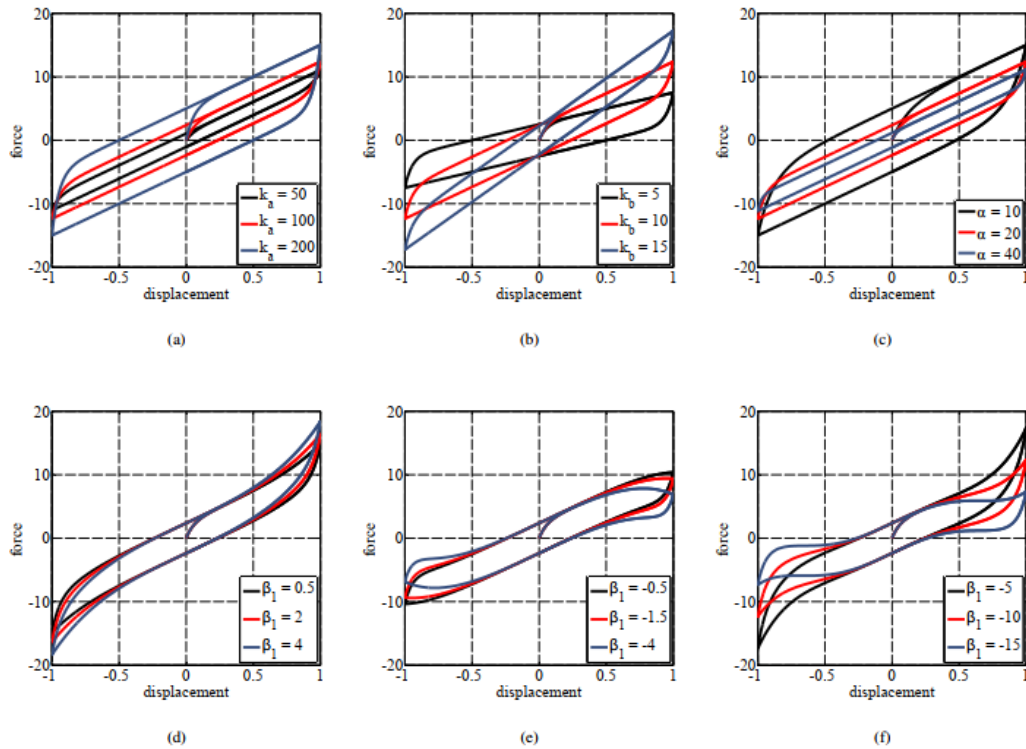 20
10
0
-10
-20
-1 -0.5 0 0.5 1
force
displacement
k_a = 50
k_a = 100
k_a = 200
(a)
20
10
0
-10
-20
-1 -0.5 0 0.5 1
force
displacement
k_b = 5
k_b = 10
k_b = 15
(b)
20
10
0
-10
-20
-1 -0.5 0 0.5 1
force
displacement
α = 10
α = 20
α = 40
(c)
20
10
0
-10
-20
-1 -0.5 0 0.5 1
force
displacement
β_1 = 0.5
β_1 = 2
β_1 = 4
(d)
20
10
0
-10
-20
-1 -0.5 0 0.5 1
force
displacement
β_1 = -0.5
β_1 = -1.5
β_1 = -4
(e)
20
10
0
-10
-20
-1 -0.5 0 0.5 1
force
displacement
β_1 = -5
β_1 = -10
β_1 = -15
(f)